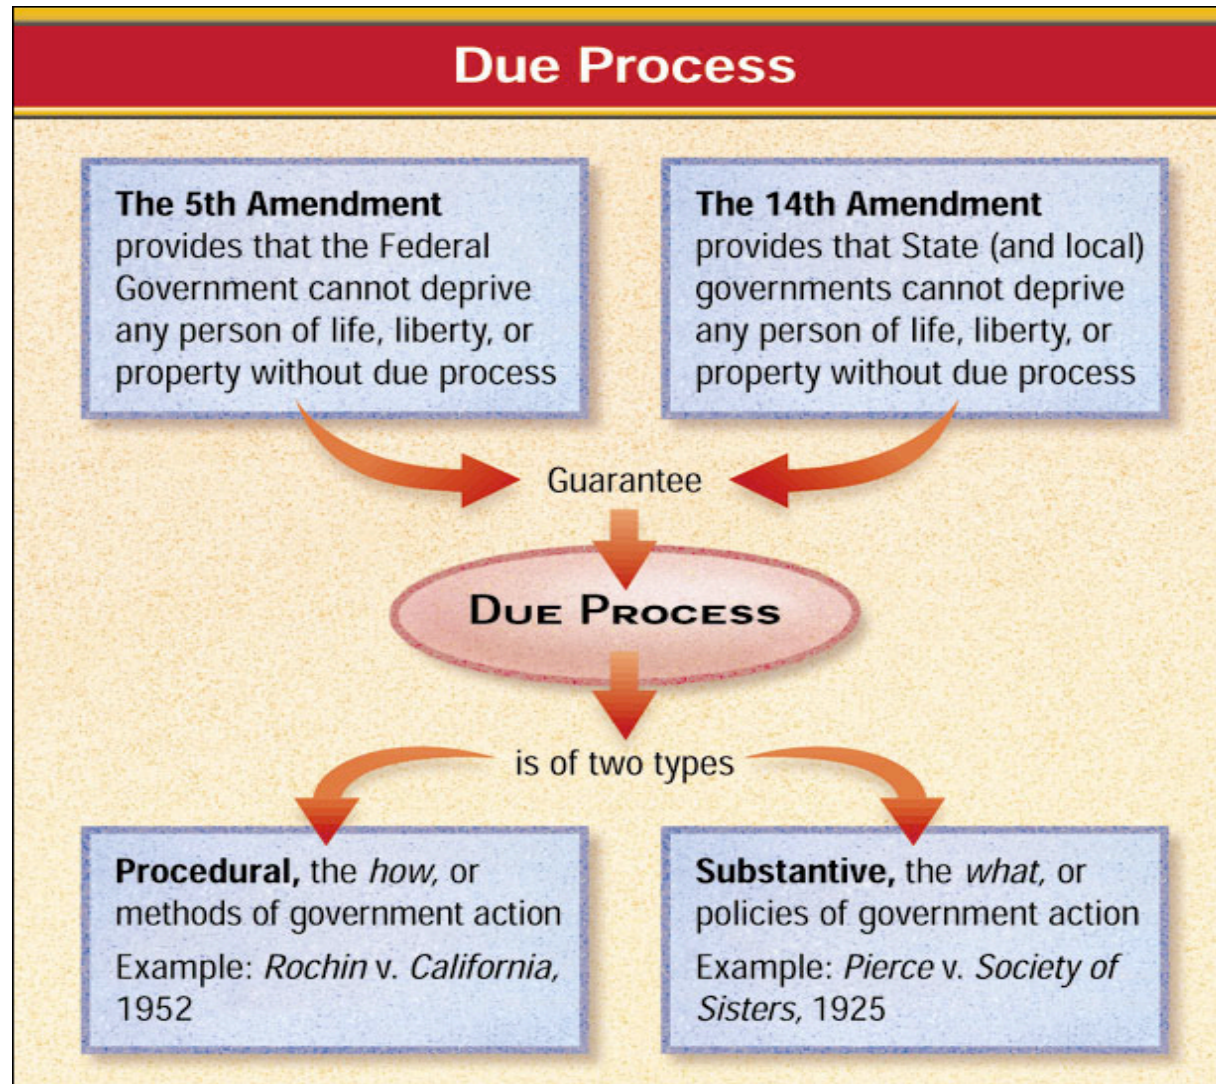 Due Process
The 5th Amendment
provides that the Federal
Government cannot deprive
any person of life, liberty, or
property without due process
The 14th Amendment
provides that State (and local)
governments cannot deprive
any person of life, liberty, or
property without due process
Guarantee
DUE PROCESS
is of two types
Procedural, the how, or
methods of government action
Example: Rochin v. California,
1952
Substantive, the what, or
policies of government action
Example: Pierce v. Society of
Sisters, 1925